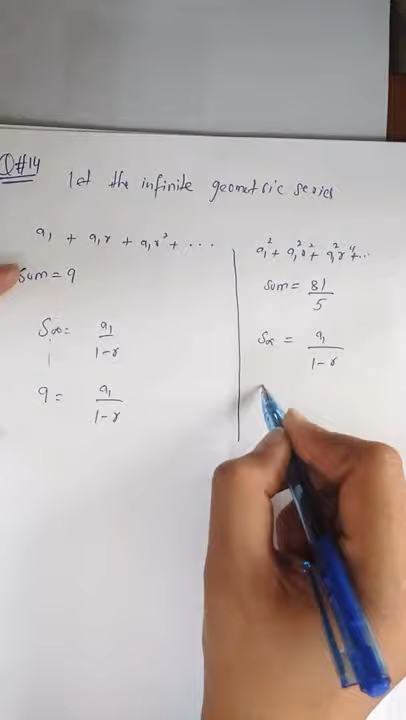 Q#14
Let the infinite geometric series
a₁ + a₁r + a₁r² + ...
Sum = 9
S∞ = a₁/(1-r)
9 = a₁/(1-r)
a₁² + a₁²r² + a₁²r⁴ + ...
Sum = 81/5
S∞ = a₁/(1-r)